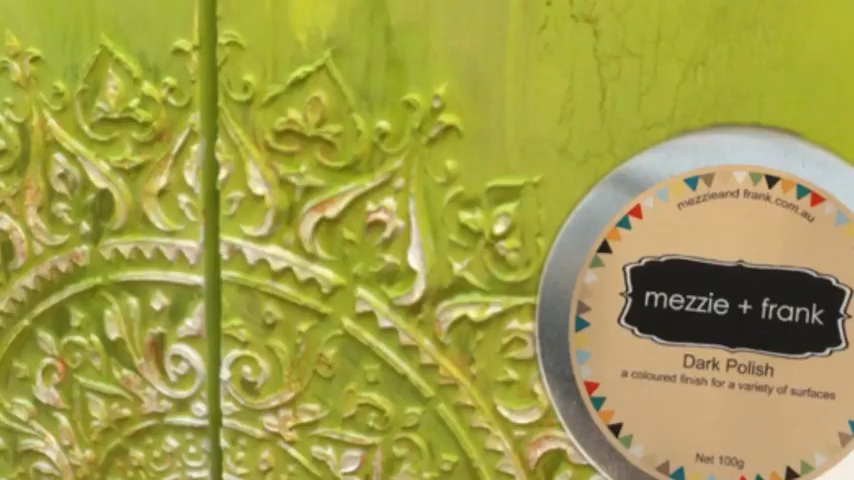 mezzieand frank.com.au
mezzie + frank
Dark Polish
a coloured finish for a variety of surfaces
Net 100g